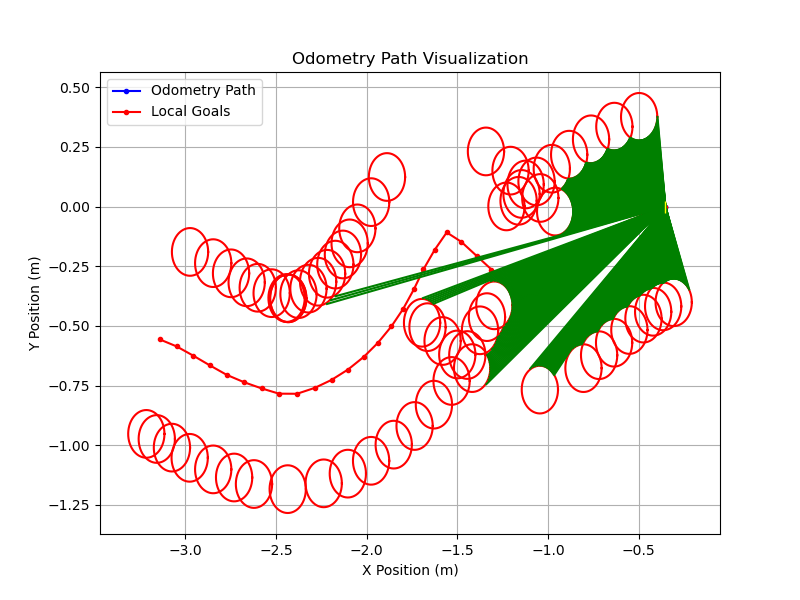 Odometry Path Visualization
Odometry Path
Local Goals
Y Position (m)
0.50
0.25
0.00
−0.25
−0.50
−0.75
−1.00
−1.25
−3.0 −2.5 −2.0 −1.5 −1.0 −0.5
X Position (m)